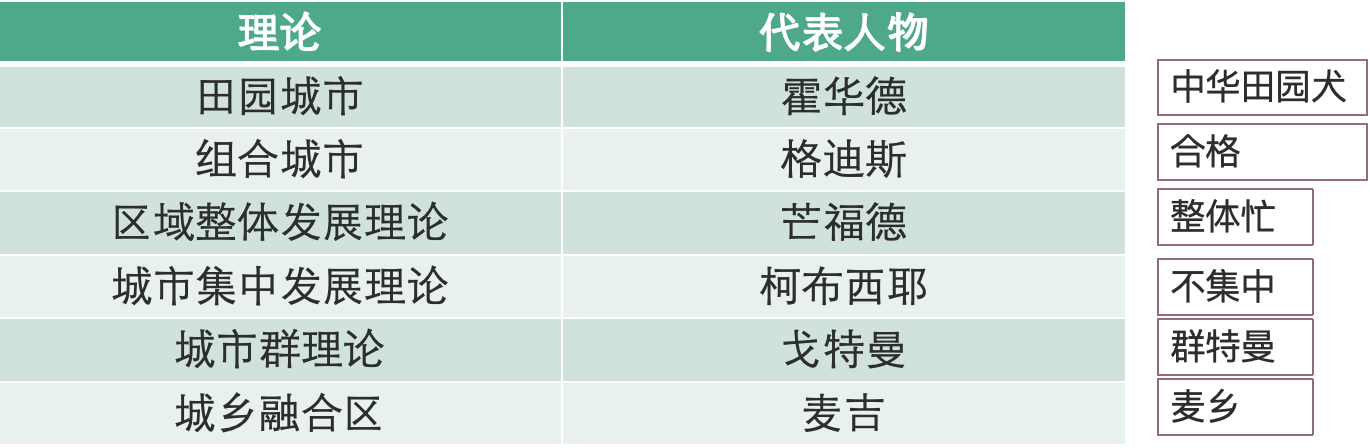 理论 代表人物
田园城市 霍华德 中华田园犬
组合城市 格迪斯 合格
区域整体发展理论 芒福德 整体忙
城市集中发展理论 柯布西耶 不集中
城市群理论 戈特曼 群特曼
城乡融合区 麦吉 麦乡